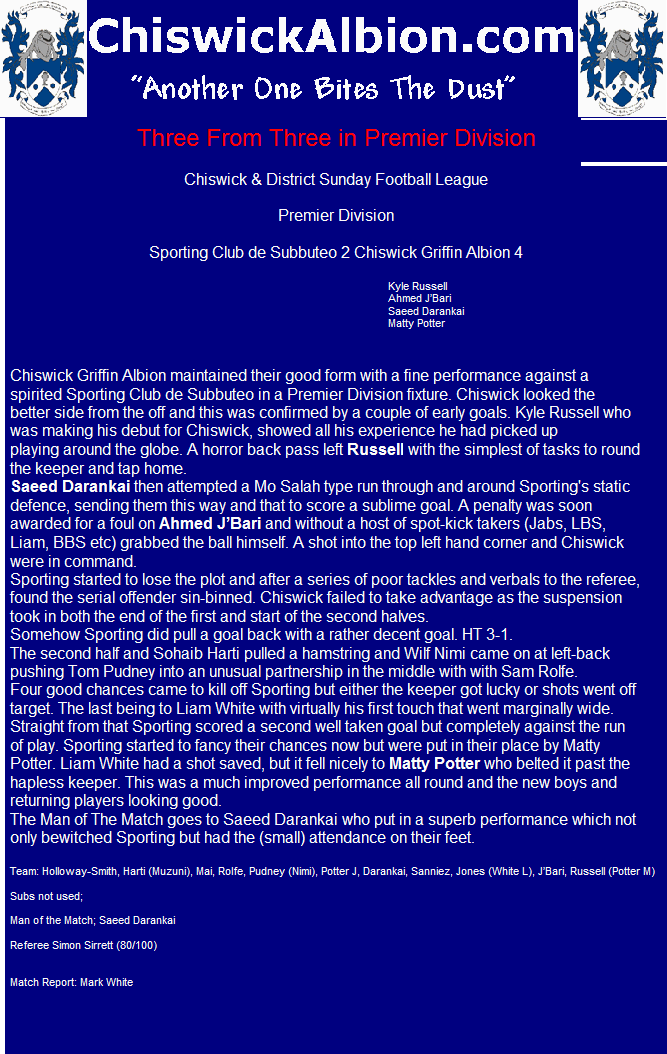 ChiswickAlbion.com
“Another One Bites The Dust”
Three From Three in Premier Division
Chiswick & District Sunday Football League
Premier Division
Sporting Club de Subbuteo 2 Chiswick Griffin Albion 4
Kyle Russell
Ahmed J'Bari
Saeed Darankai
Matty Potter
Chiswick Griffin Albion maintained their good form with a fine performance against a
spirited Sporting Club de Subbuteo in a Premier Division fixture. Chiswick looked the
better side from the off and this was confirmed by a couple of early goals. Kyle Russell who
was making his debut for Chiswick, showed all his experience he had picked up
playing around the globe. A horror back pass left Russell with the simplest of tasks to round
the keeper and tap home.
Saeed Darankai then attempted a Mo Salah type run through and around Sporting's static
defence, sending them this way and that to score a sublime goal. A penalty was soon
awarded for a foul on Ahmed J’Bari and without a host of spot-kick takers (Jabs, LBS,
Liam, BBS etc) grabbed the ball himself. A shot into the top left hand corner and Chiswick
were in command.
Sporting started to lose the plot and after a series of poor tackles and verbals to the referee,
found the serial offender sin-binned. Chiswick failed to take advantage as the suspension
took in both the end of the first and start of the second halves.
Somehow Sporting did pull a goal back with a rather decent goal. HT 3-1.
The second half and Sohaib Harti pulled a hamstring and Wilf Nimi came on at left-back
pushing Tom Pudney into an unusual partnership in the middle with with Sam Rolfe.
Four good chances came to kill off Sporting but either the keeper got lucky or shots went off
target. The last being to Liam White with virtually his first touch that went marginally wide.
Straight from that Sporting scored a second well taken goal but completely against the run
of play. Sporting started to fancy their chances now but were put in their place by Matty
Potter. Liam White had a shot saved, but it fell nicely to Matty Potter who belted it past the
hapless keeper. This was a much improved performance all round and the new boys and
returning players looking good.
The Man of The Match goes to Saeed Darankai who put in a superb performance which not
only bewitched Sporting but had the (small) attendance on their feet.
Team: Holloway-Smith, Harti (Muzuni), Mai, Rolfe, Pudney (Nimi), Potter J, Darankai, Sanniez, Jones (White L), J'Bari, Russell (Potter M)
Subs not used;
Man of the Match; Saeed Darankai
Referee Simon Sirrett (80/100)
Match Report: Mark White